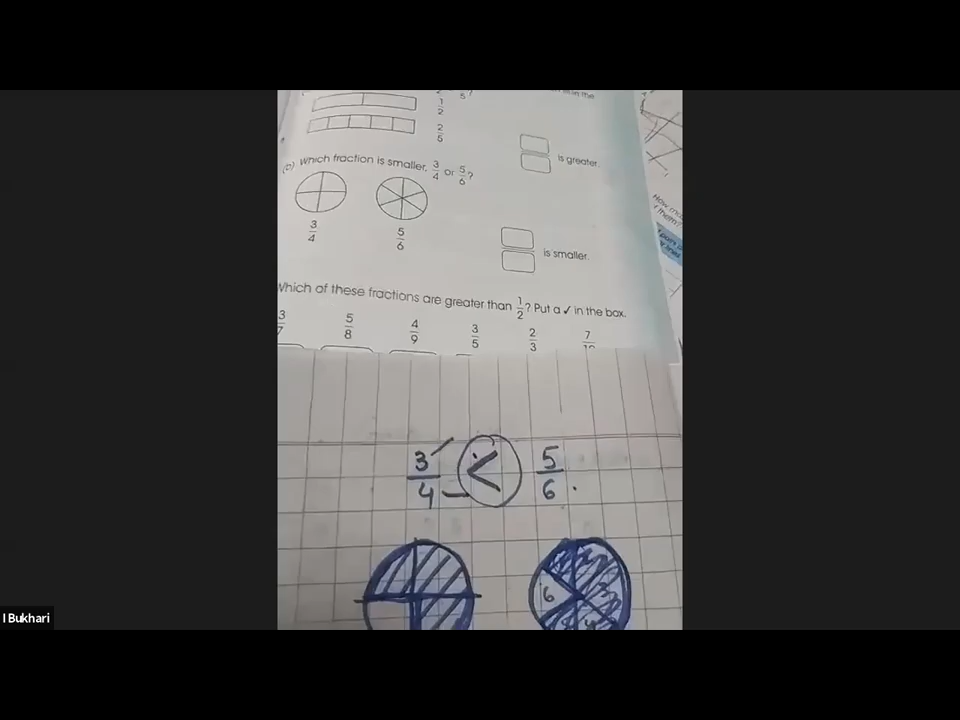 1/2
2/5
is greater.
(c) Which fraction is smaller, 3/4 or 5/6?
3/4
5/6
is smaller.
Which of these fractions are greater than 1/2? Put a ✓ in the box.
3/7 5/8 4/9 3/5 2/3
3/4 < 5/6.
6
I Bukhari